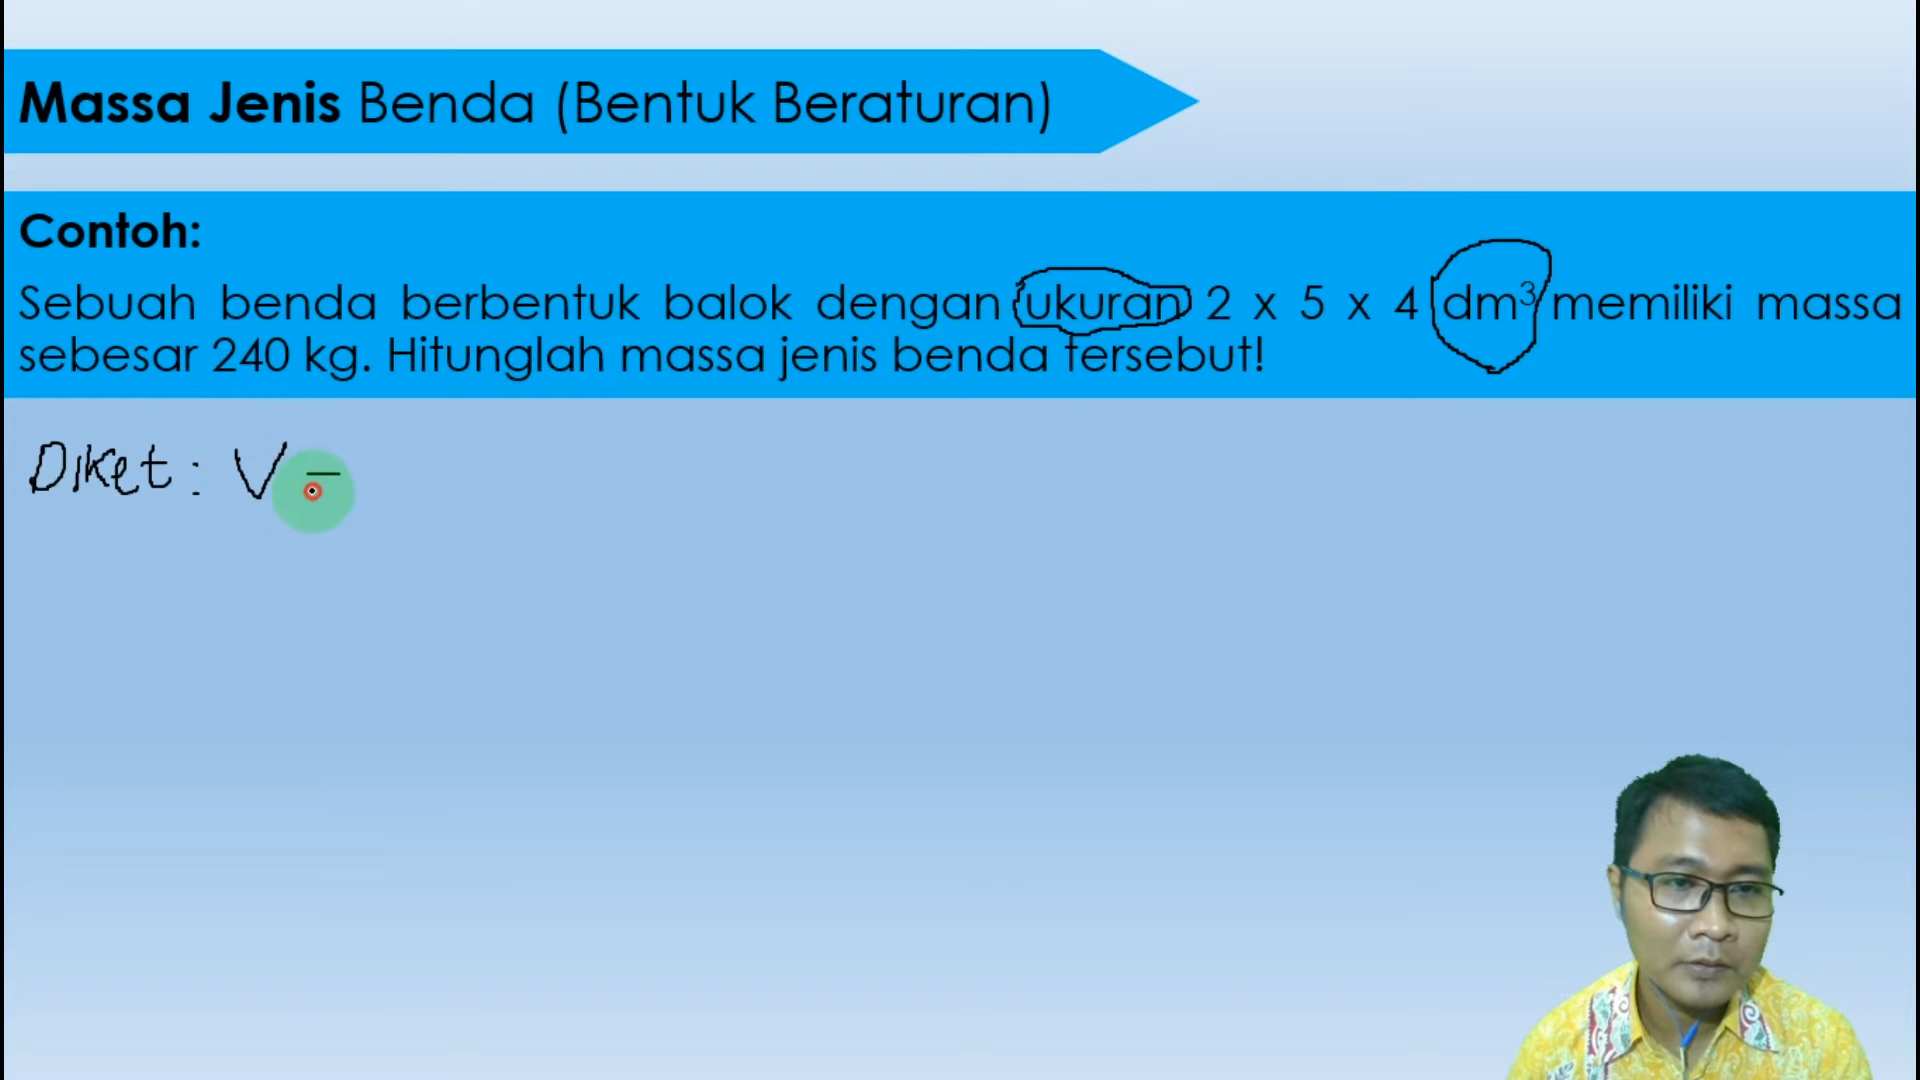 Massa Jenis Benda (Bentuk Beraturan)
Contoh:
Sebuah benda berbentuk balok dengan ukuran 2 x 5 x 4 dm³ memiliki massa
sebesar 240 kg. Hitunglah massa jenis benda tersebut!
Diket : V =